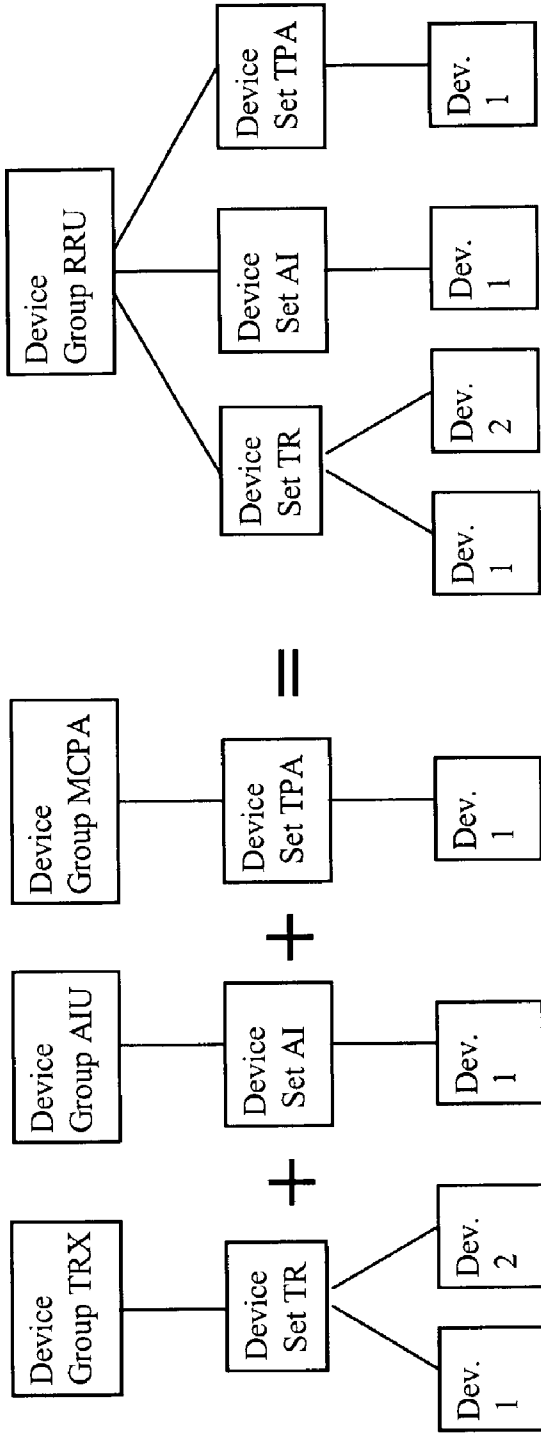 Device
Group TRX
Device
Set TR
Dev.
1
Dev.
2
+
Device
Group AIU
Device
Set AI
Dev.
1
+
Device
Group MCPA
Device
Set TPA
Dev.
1
=
Device
Group RRU
Device
Set TR
Dev.
1
Dev.
2
Device
Set AI
Dev.
1
Device
Set TPA
Dev.
1